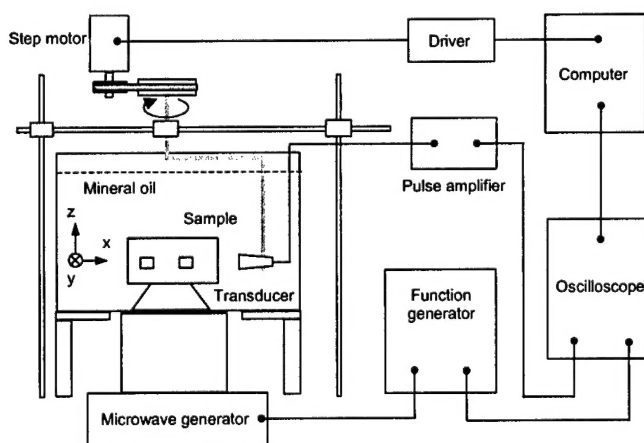 Step motor
Driver
Computer
Mineral oil
Pulse amplifier
Sample
z
x
y
Transducer
Function
generator
Oscilloscope
Microwave generator